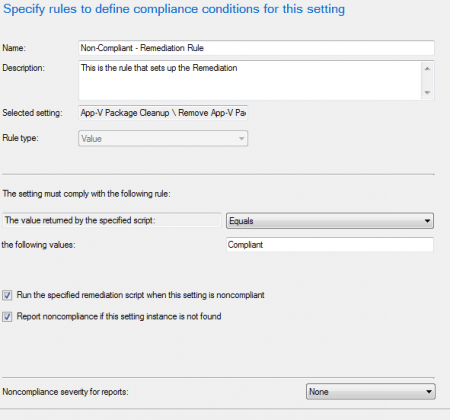 Specify rules to define compliance conditions for this setting
Name:
Non-Compliant - Remediation Rule
Description:
This is the rule that sets up the Remediation
Selected setting:
App-V Package Cleanup \ Remove App-V Pa
Rule type:
Value
The setting must comply with the following rule:
The value returned by the specified script:
Equals
the following values:
Compliant
Run the specified remediation script when this setting is noncompliant
Report noncompliance if this setting instance is not found
Noncompliance severity for reports:
None